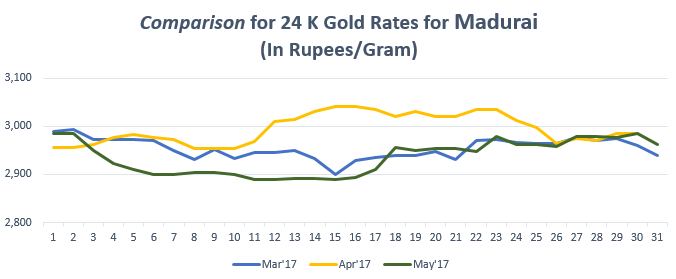 Comparison for 24 K Gold Rates for Madurai
(In Rupees/Gram)
3,100
3,000
2,900
2,800
1 2 3 4 5 6 7 8 9 10 11 12 13 14 15 16 17 18 19 20 21 22 23 24 25 26 27 28 29 30 31
Mar'17 Apr'17 May'17